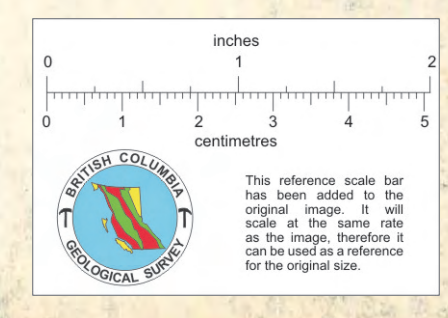 inches
0 1 2
0 1 2 3 4 5
centimetres
BRITISH COLUMBIA
GEOLOGICAL SURVEY
This reference scale bar
has been added to the
original image. It will
scale at the same rate
as the image, therefore it
can be used as a reference
for the original size.